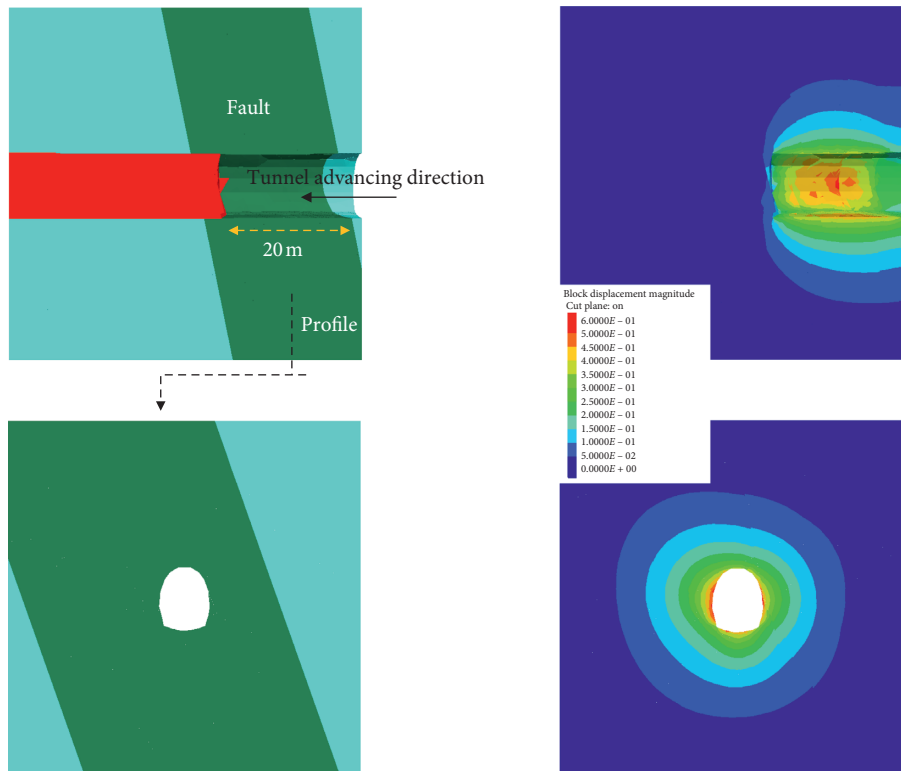 Fault
Tunnel advancing direction
20 m
Profile
Block displacement magnitude
Cut plane: on
6.0000E – 01
5.0000E – 01
4.5000E – 01
4.0000E – 01
3.5000E – 01
3.0000E – 01
2.5000E – 01
2.0000E – 01
1.5000E – 01
1.0000E – 01
5.0000E – 02
0.0000E + 00